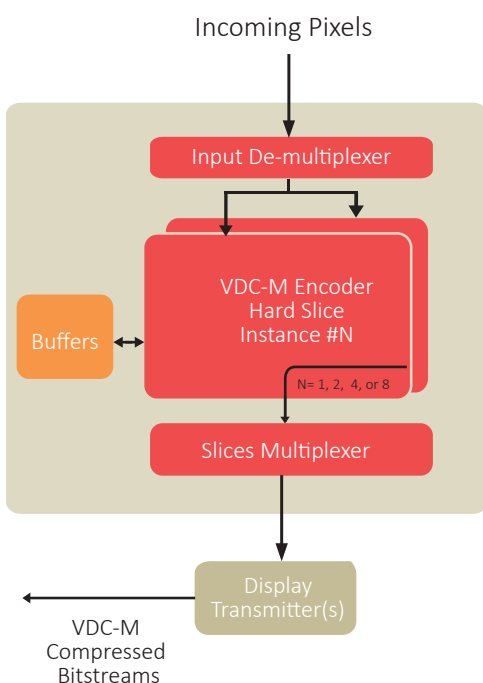 Incoming Pixels
Input De-multiplexer
VDC-M Encoder
Hard Slice
Instance #N
Buffers
N= 1, 2, 4, or 8
Slices Multiplexer
Display
Transmitter(s)
VDC-M
Compressed
Bitstreams